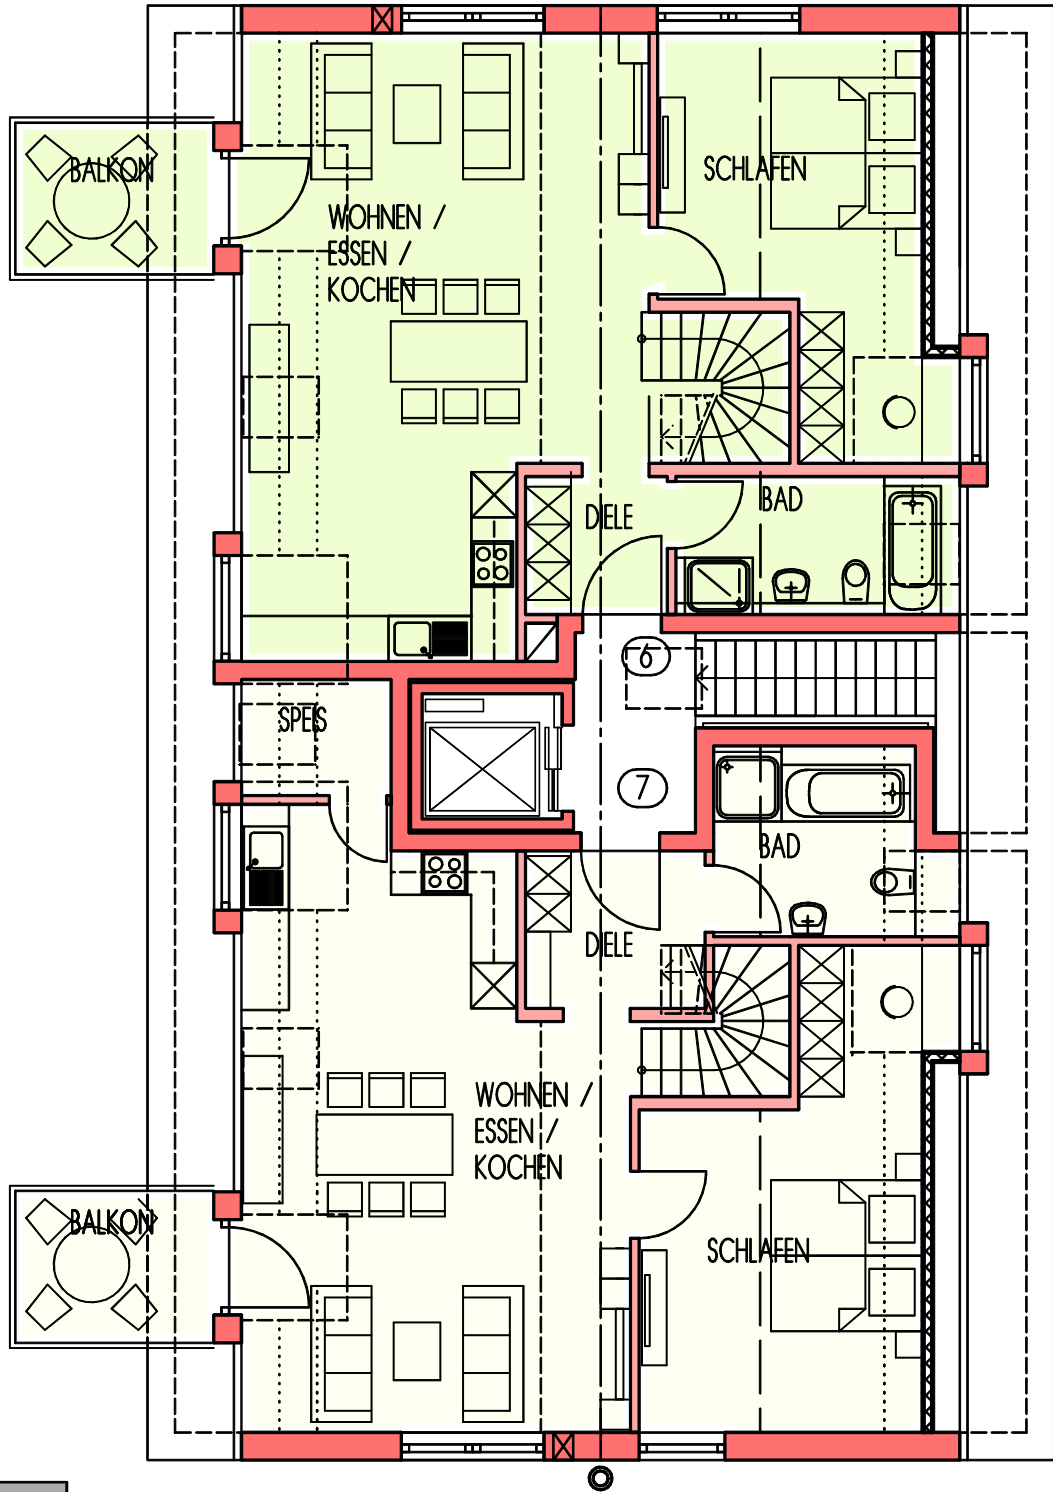 BALKON
SCHLAFEN
WOHNEN /
ESSEN /
KOCHEN
DIELE
BAD
6
SPEIS
7
BAD
DIELE
WOHNEN /
ESSEN /
KOCHEN
BALKON
SCHLAFEN